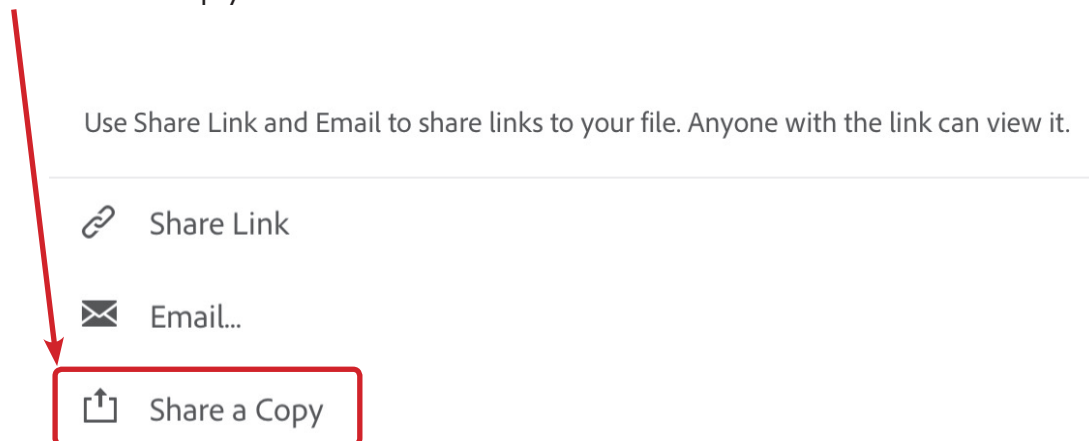 Use Share Link and Email to share links to your file. Anyone with the link can view it.
Share Link
Email...
Share a Copy